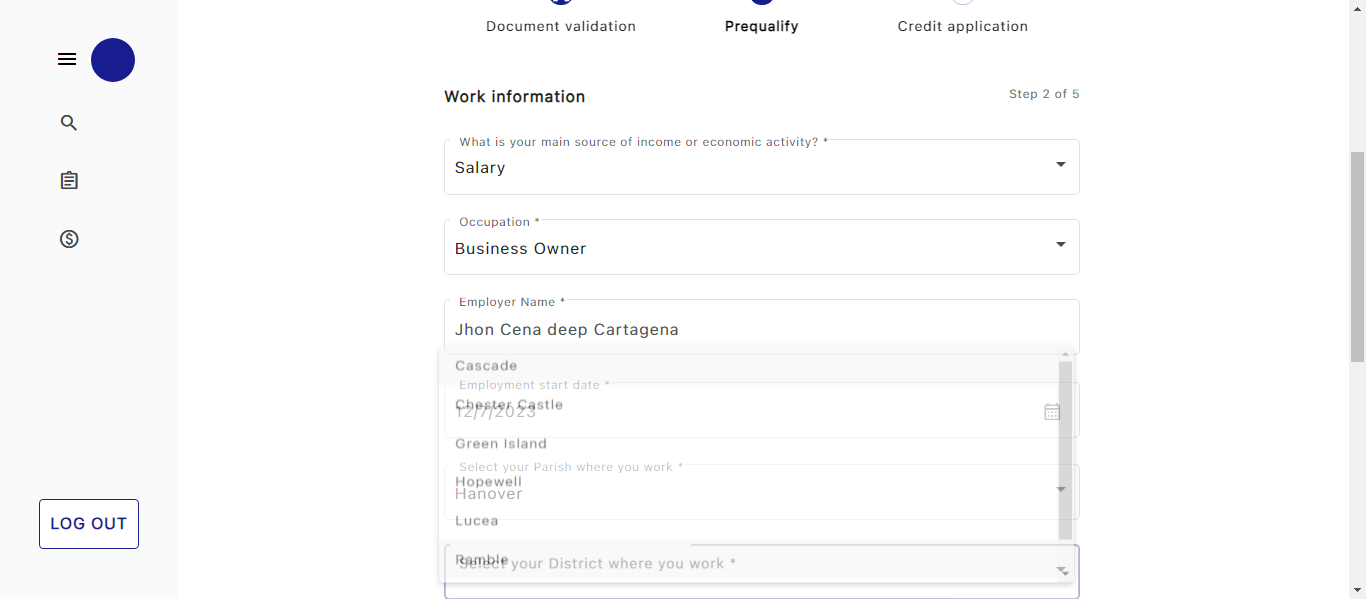 Document validation
Prequalify
Credit application
Work information
Step 2 of 5
What is your main source of income or economic activity? *
Salary
Occupation *
Business Owner
Employer Name *
Jhon Cena deep Cartagena
Cascade
Employment start date *
Chester Castle
12/7/2023
Green Island
Select your Parish where you work *
Hopewell
Hanover
Lucea
Ramble
Select your District where you work *
LOG OUT